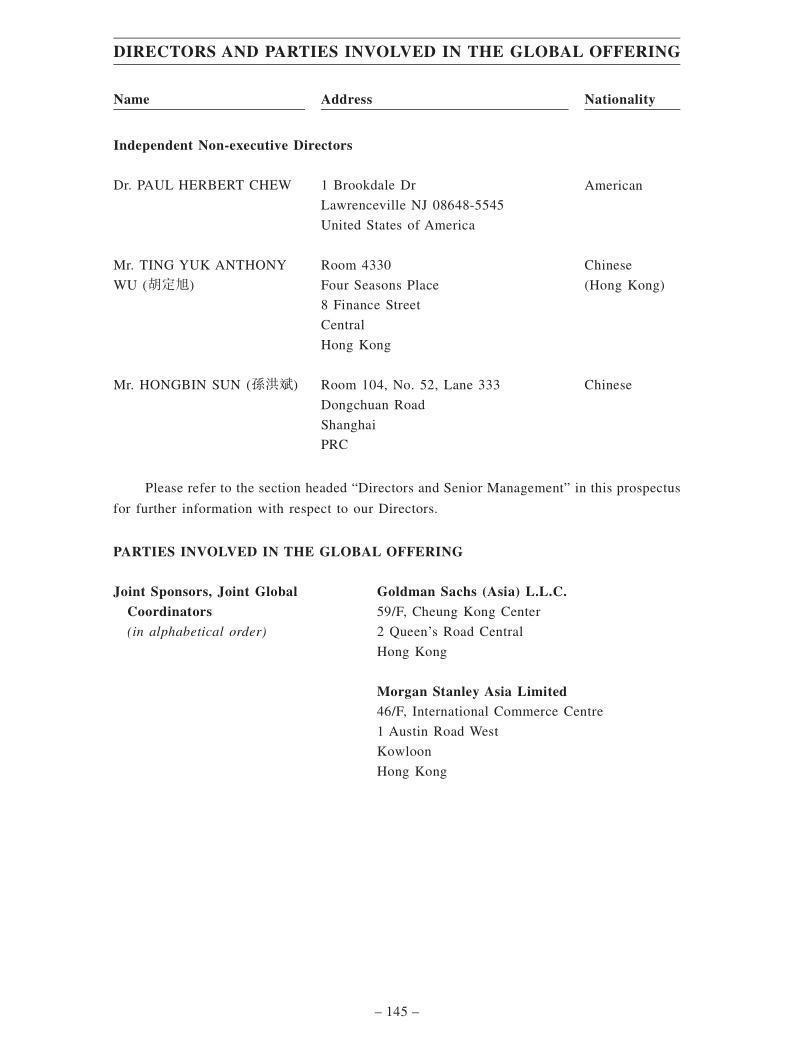 DIRECTORS AND PARTIES INVOLVED IN THE GLOBAL OFFERING
Name Address Nationality
Independent Non-executive Directors
Dr. PAUL HERBERT CHEW 1 Brookdale Dr American
Lawrenceville NJ 08648-5545
United States of America
Mr. TING YUK ANTHONY Room 4330 Chinese
WU (胡定旭) Four Seasons Place (Hong Kong)
8 Finance Street
Central
Hong Kong
Mr. HONGBIN SUN (孫洪斌) Room 104, No. 52, Lane 333 Chinese
Dongchuan Road
Shanghai
PRC
Please refer to the section headed “Directors and Senior Management” in this prospectus
for further information with respect to our Directors.
PARTIES INVOLVED IN THE GLOBAL OFFERING
Joint Sponsors, Joint Global Goldman Sachs (Asia) L.L.C.
Coordinators 59/F, Cheung Kong Center
(in alphabetical order) 2 Queen’s Road Central
Hong Kong
Morgan Stanley Asia Limited
46/F, International Commerce Centre
1 Austin Road West
Kowloon
Hong Kong
– 145 –